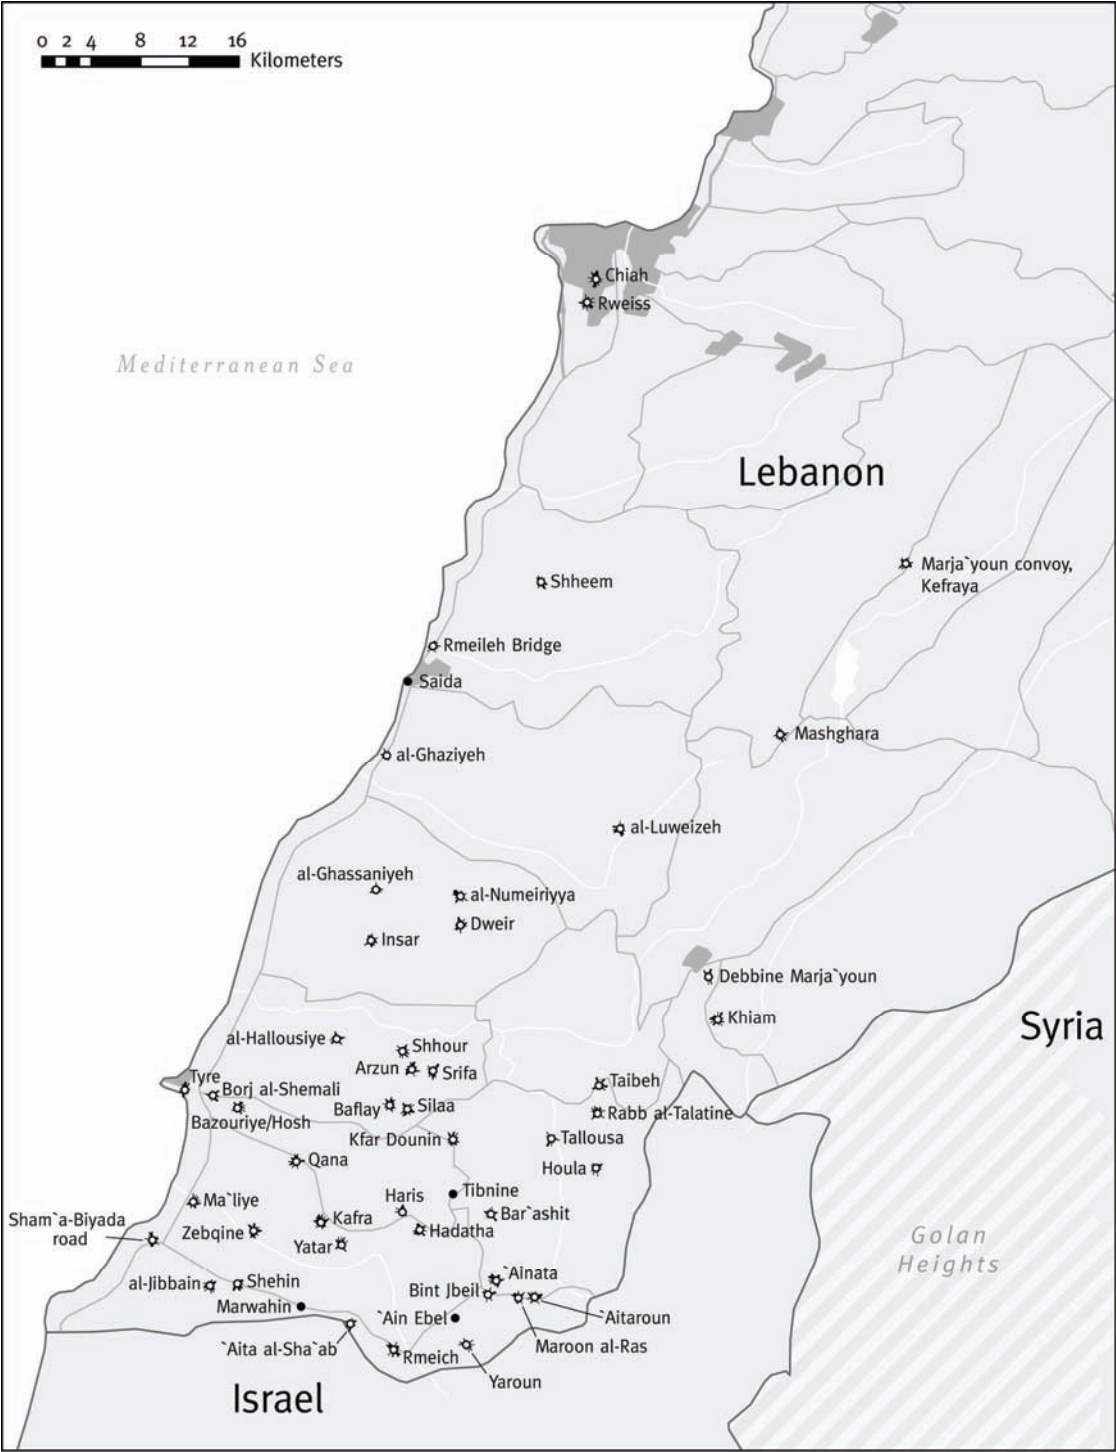 0 2 4 8 12 16
Kilometers
Chiah
Rweiss
Mediterranean Sea
Lebanon
Marja`youn convoy,
Kefraya
Shheem
Rmeileh Bridge
Saida
Mashghara
al-Ghaziyeh
al-Luweizeh
al-Ghassaniyeh
al-Numeiriyya
Dweir
Insar
Debbine Marja`youn
Khiam
Syria
al-Hallousiye
Shhour
Arzun
Srifa
Tyre
Borj al-Shemali
Taibeh
Baflay
Silaa
Rabb al-Talatine
Bazouriye/Hosh
Kfar Dounin
Tallousa
Qana
Houla
Tibnine
Ma`liye
Haris
Sham`a-Biyada
road
Kafra
Bar`ashit
Zebqine
Hadatha
Yatar
Golan
Heights
`AInata
al-Jibbain
Shehin
Bint Jbeil
Marwahin
`Ain Ebel
`Aitaroun
`Aita al-Sha`ab
Rmeich
Maroon al-Ras
Yaroun
Israel